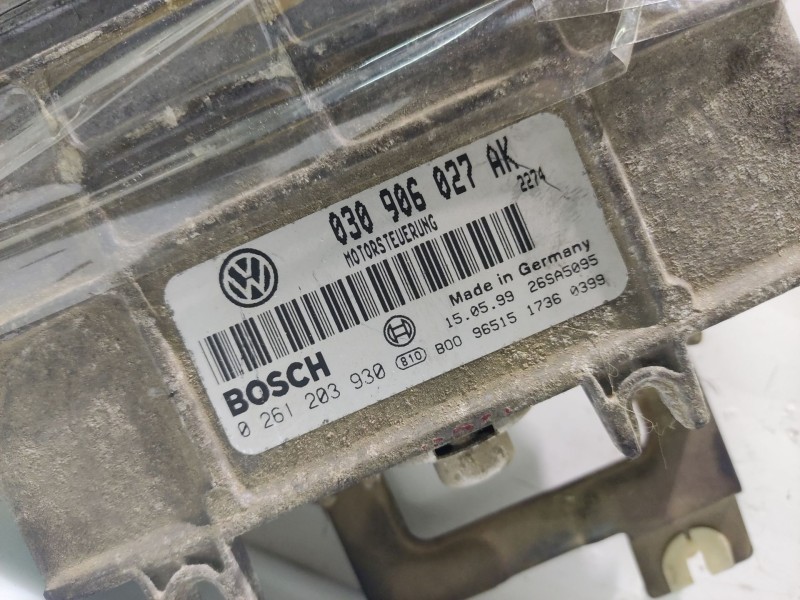 030 906 027 AK
2274
MOTORSTEUERUNG
Made in Germany
15.05.99 26SA5095
BOSCH
810 B00 96515 1736 0399
0 261 203 930